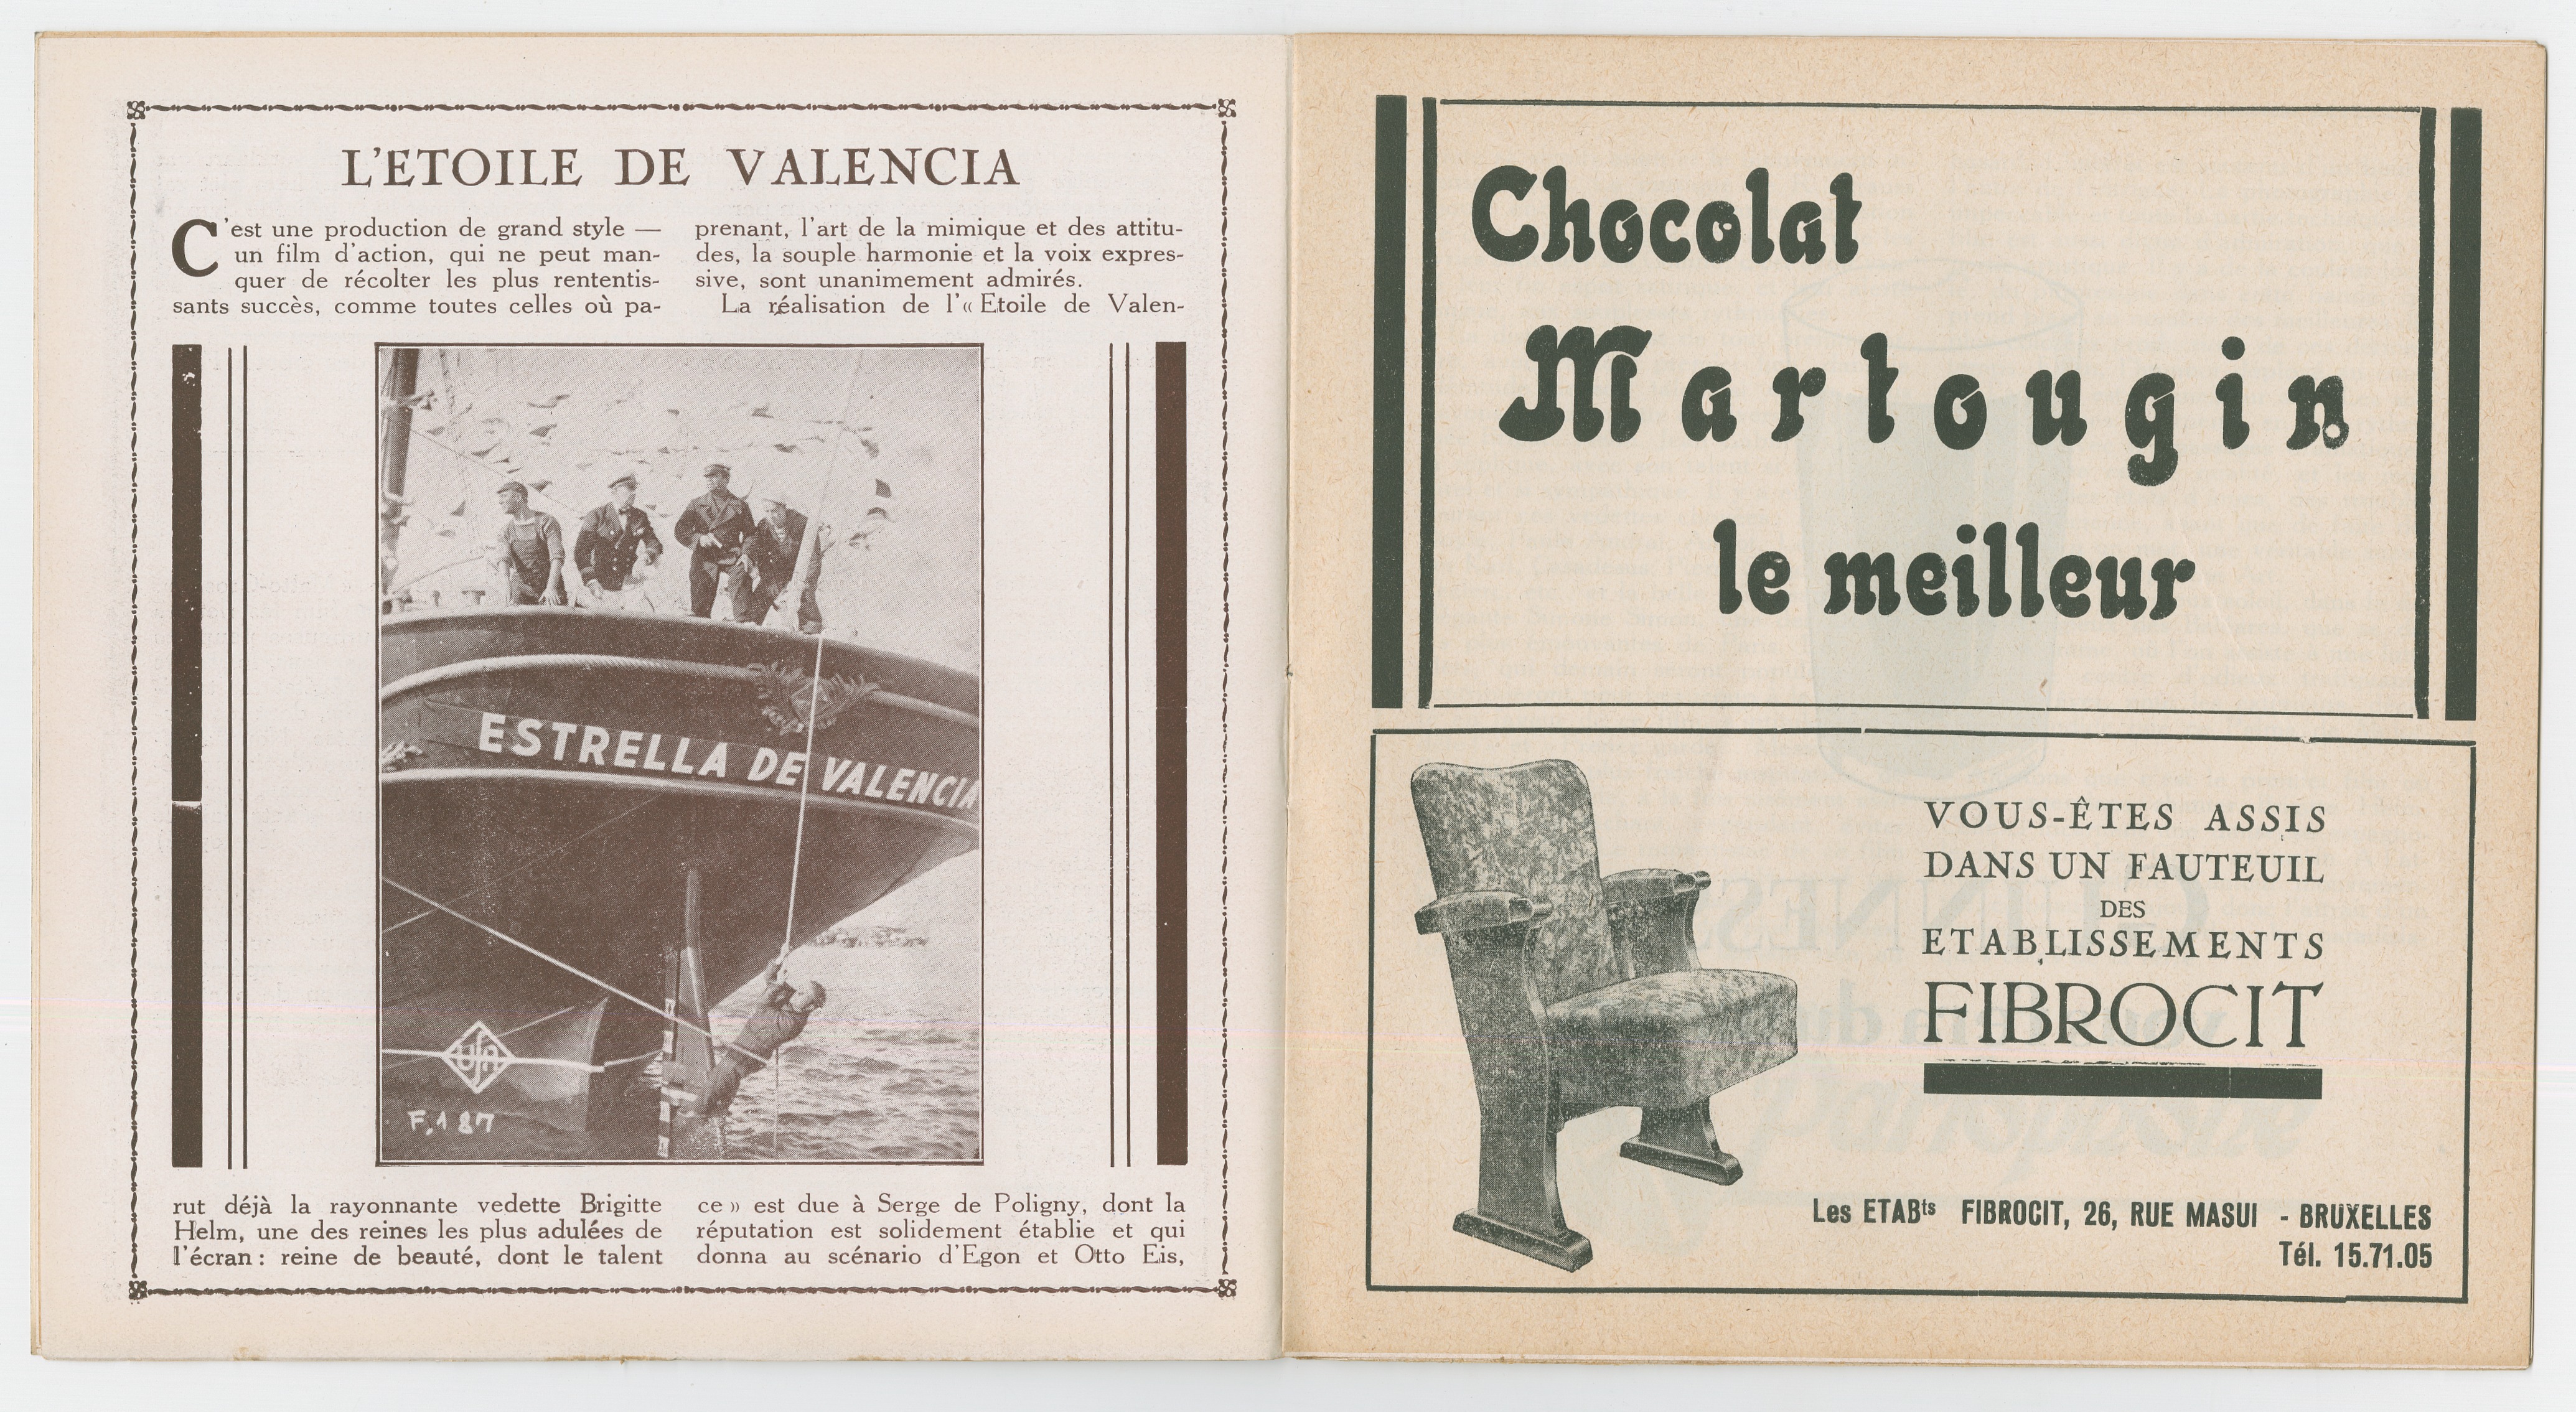 L'ETOILE DE VALENCIA
C'est une production de grand style —
un film d'action, qui ne peut man-
quer de récolter les plus rententis-
sants succès, comme toutes celles où pa-
rut déjà la rayonnante vedette Brigitte
Helm, une des reines les plus adulées de
l'écran : reine de beauté, dont le talent
prenant, l'art de la mimique et des attitu-
des, la souple harmonie et la voix expres-
sive, sont unanimement admirés.
La réalisation de l'« Etoile de Valen-
ce » est due à Serge de Poligny, dont la
réputation est solidement établie et qui
donna au scénario d'Egon et Otto Eis,
ESTRELLA DE VALENCIA
UFA
F.187
Chocolat
Martougin
le meilleur
VOUS-ÊTES ASSIS
DANS UN FAUTEUIL
DES
ETABLISSEMENTS
FIBROCIT
Les ETABts FIBROCIT, 26, RUE MASUI - BRUXELLES
Tél. 15.71.05